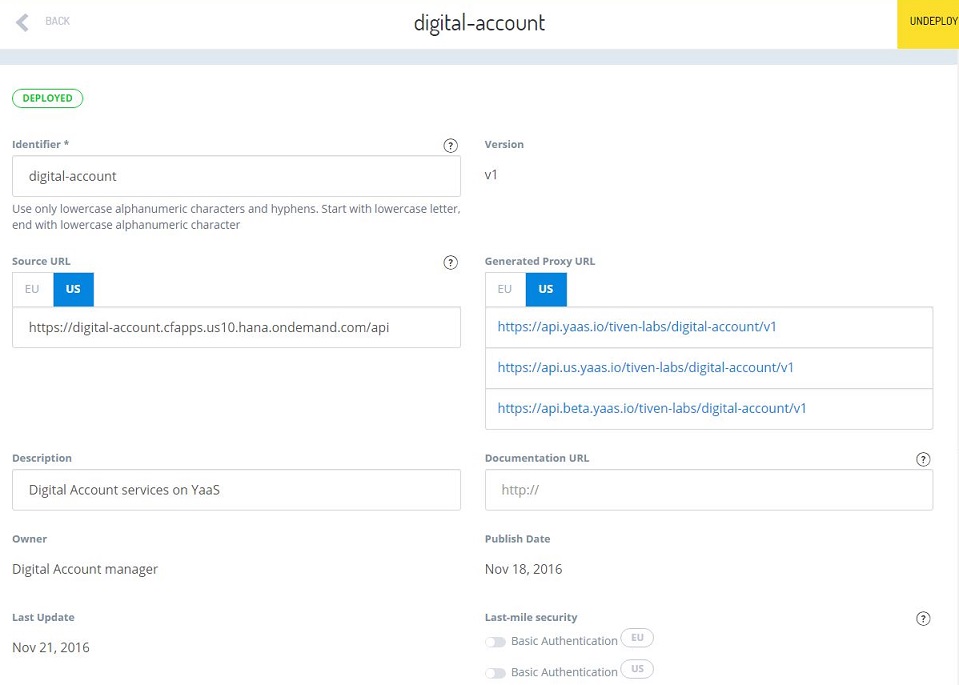 BACK
digital-account
UNDEPLOY
DEPLOYED
Identifier *
?
Version
digital-account
v1
Use only lowercase alphanumeric characters and hyphens. Start with lowercase letter,
end with lowercase alphanumeric character
Source URL
?
Generated Proxy URL
EU US
EU US
https://digital-account.cfapps.us10.hana.ondemand.com/api
https://api.yaas.io/tiven-labs/digital-account/v1
https://api.us.yaas.io/tiven-labs/digital-account/v1
https://api.beta.yaas.io/tiven-labs/digital-account/v1
Description
Documentation URL
?
Digital Account services on YaaS
http://
Owner
Publish Date
Digital Account manager
Nov 18, 2016
Last Update
Last-mile security
?
Nov 21, 2016
Basic Authentication EU
Basic Authentication US